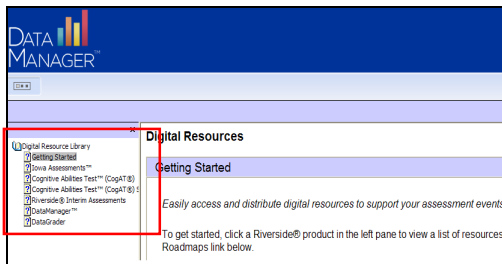 DATA
MANAGER™
Digital Resource Library
Getting Started
Iowa Assessments™
Cognitive Abilities Test™ (CogAT®)
Cognitive Abilities Test™ (CogAT®) S
Riverside® Interim Assessments
DataManager™
DataGrader
Digital Resources
Getting Started
Easily access and distribute digital resources to support your assessment events
To get started, click a Riverside® product in the left pane to view a list of resources
Roadmaps link below.